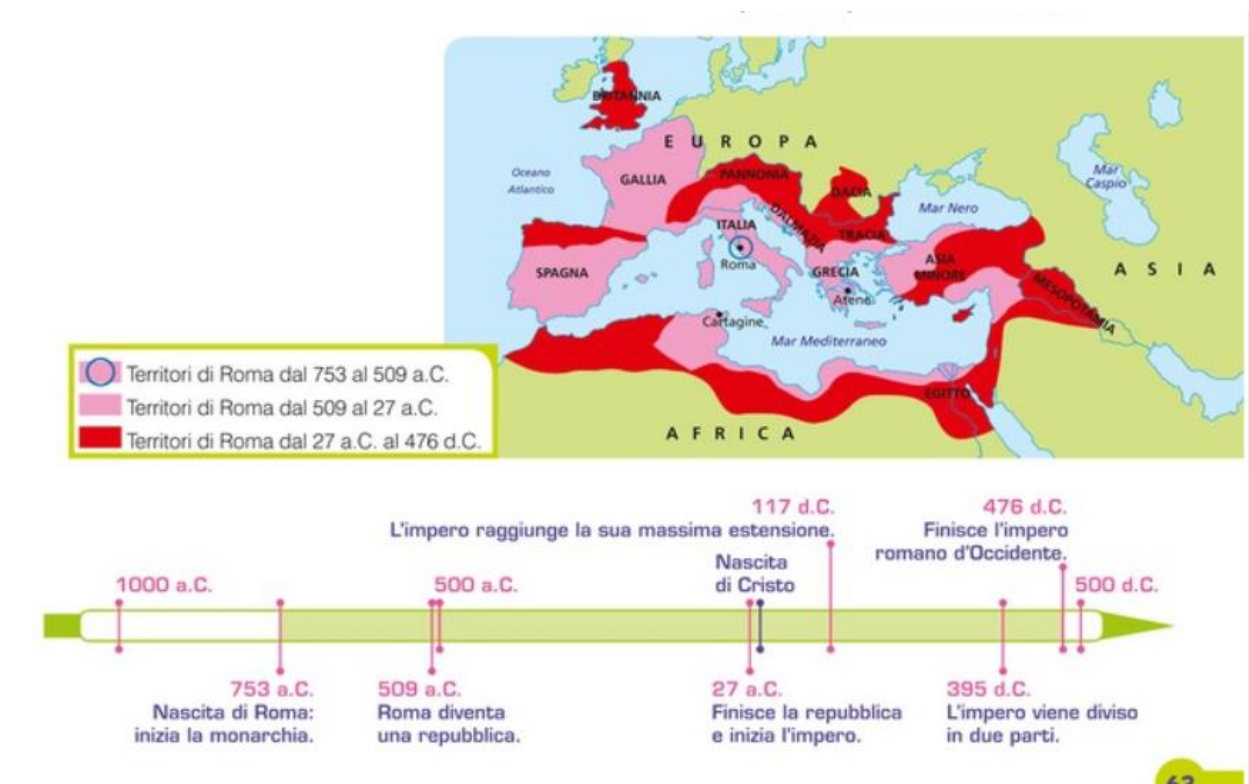 BRITANNIA
E U R O P A
Oceano
Atlantico
GALLIA
PANNONIA
DACIA
Mar
Caspio
Mar Nero
DALMAZIA
ITALIA
TRACIA
Roma
SPAGNA
GRECIA
ASIA
MINORE
A S I A
MESOPOTAMIA
Atene
Cartagine
Mar Mediterraneo
EGITTO
A F R I C A
Territori di Roma dal 753 al 509 a.C.
Territori di Roma dal 509 al 27 a.C.
Territori di Roma dal 27 a.C. al 476 d.C.
117 d.C.
L'impero raggiunge la sua massima estensione.
476 d.C.
Finisce l'impero
romano d'Occidente.
Nascita
di Cristo
1000 a.C.
500 a.C.
500 d.C.
753 a.C.
Nascita di Roma:
inizia la monarchia.
509 a.C.
Roma diventa
una repubblica.
27 a.C.
Finisce la repubblica
e inizia l'impero.
395 d.C.
L'impero viene diviso
in due parti.